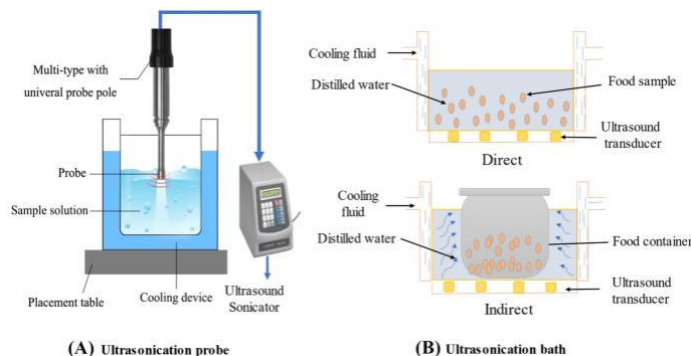 Multi-type with
univeral probe pole
Probe
Sample solution
Placement table
Cooling device
Ultrasound
Sonicator
(A) Ultrasonication probe
Cooling fluid
Distilled water
Food sample
Ultrasound
transducer
Direct
Cooling
fluid
Distilled water
Food container
Ultrasound
transducer
Indirect
(B) Ultrasonication bath